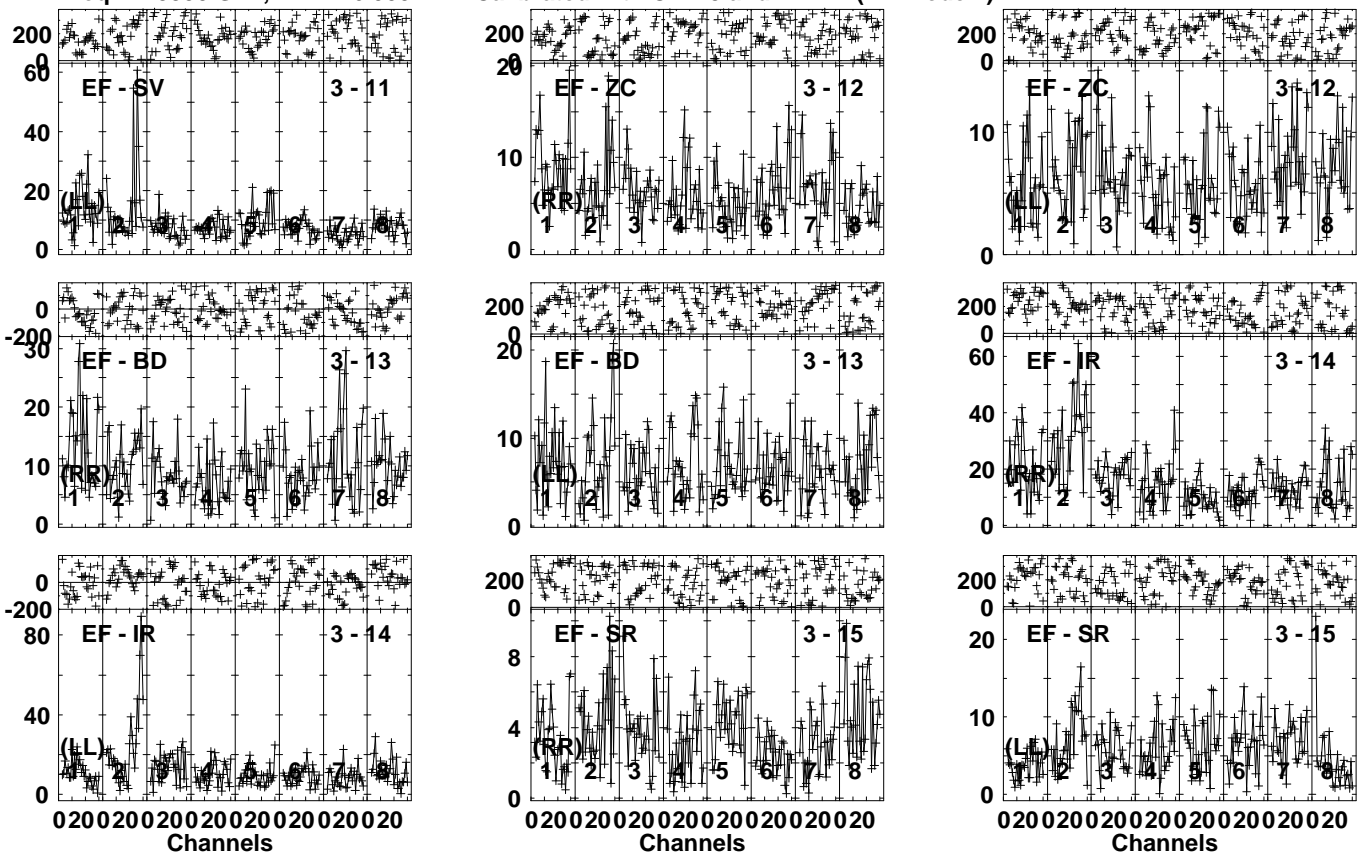 200 0
60 40 20 0
EF - SV 3 - 11
(LL)
1 2 3 4 5 6 7 8
200 0
20 10 0
EF - ZC 3 - 12
(RR)
1 2 3 4 5 6 7 8
200 0
10 0
EF - ZC 3 - 12
(LL)
1 2 3 4 5 6 7 8
0 -200
30 20 10 0
EF - BD 3 - 13
(RR)
1 2 3 4 5 6 7 8
200 0
20 10 0
EF - BD 3 - 13
(LL)
1 2 3 4 5 6 7 8
200 0
60 40 20 0
EF - IR 3 - 14
(RR)
1 2 3 4 5 6 7 8
0 -200
80 40 0
EF - IR 3 - 14
(LL)
1 2 3 4 5 6 7 8
200 0
8 4 2 0
EF - SR 3 - 15
(RR)
1 2 3 4 5 6 7 8
200 0
20 10 0
EF - SR 3 - 15
(LL)
1 2 3 4 5 6 7 8
0 20 0 20 0 20 0 20 0 20 0 20 0 20 0 20
Channels
0 20 0 20 0 20 0 20 0 20 0 20 0 20 0 20
Channels
0 20 0 20 0 20 0 20 0 20 0 20 0 20 0 20
Channels